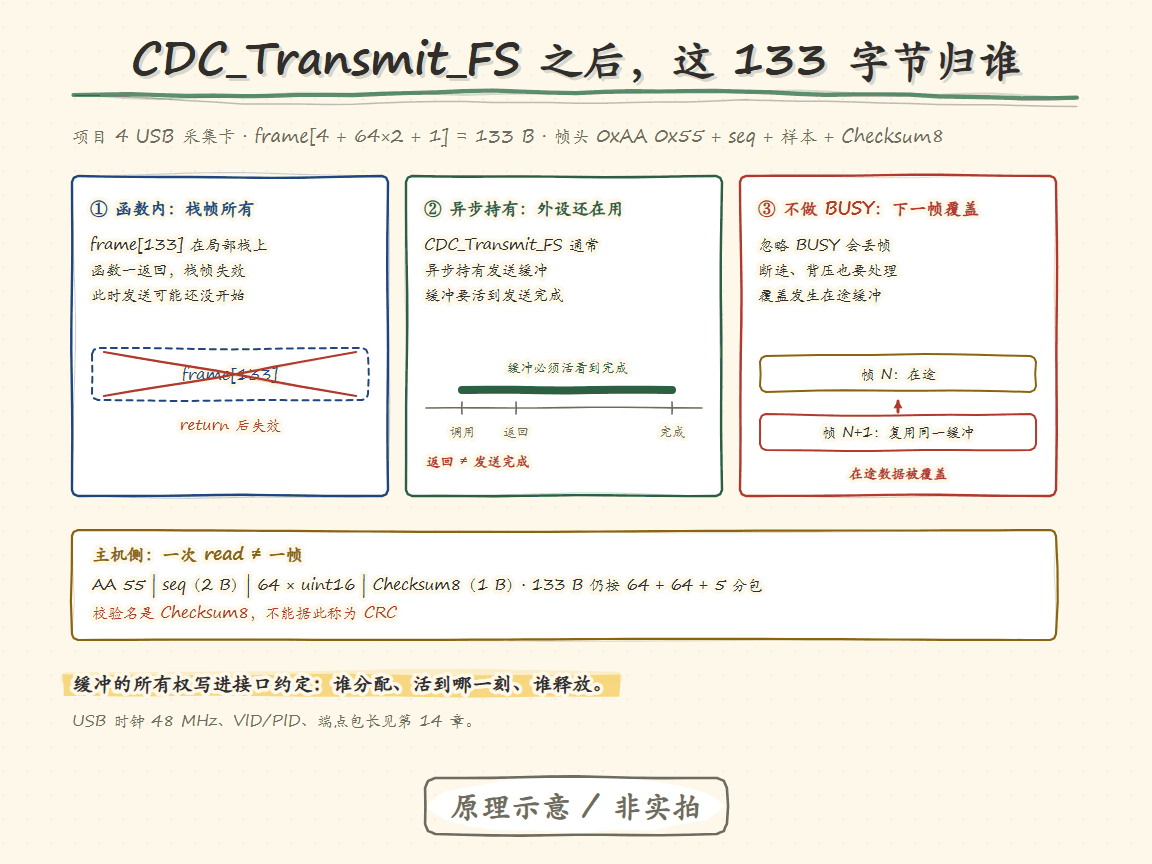 CDC_Transmit_FS 之后，这 133 字节归谁
项目 4 USB 采集卡 · frame[4 + 64×2 + 1] = 133 B · 帧头 0xAA 0x55 + seq + 样本 + Checksum8
① 函数内：栈帧所有
frame[133] 在局部栈上
函数一返回，栈帧失效
此时发送可能还没开始
frame[133]
return 后失效
② 异步持有：外设还在用
CDC_Transmit_FS 通常
异步持有发送缓冲
缓冲要活到发送完成
缓冲必须活着到完成
调用 返回 完成
返回 ≠ 发送完成
③ 不做 BUSY：下一帧覆盖
忽略 BUSY 会丢帧
断连、背压也要处理
覆盖发生在途缓冲
帧 N：在途
帧 N+1：复用同一缓冲
在途数据被覆盖
主机侧：一次 read ≠ 一帧
AA 55 | seq（2 B）| 64 × uint16 | Checksum8（1 B）· 133 B 仍按 64 + 64 + 5 分包
校验名是 Checksum8，不能据此称为 CRC
缓冲的所有权写进接口约定：谁分配、活到哪一刻、谁释放。
USB 时钟 48 MHz、VID/PID、端点包长见第 14 章。
原理示意 / 非实拍